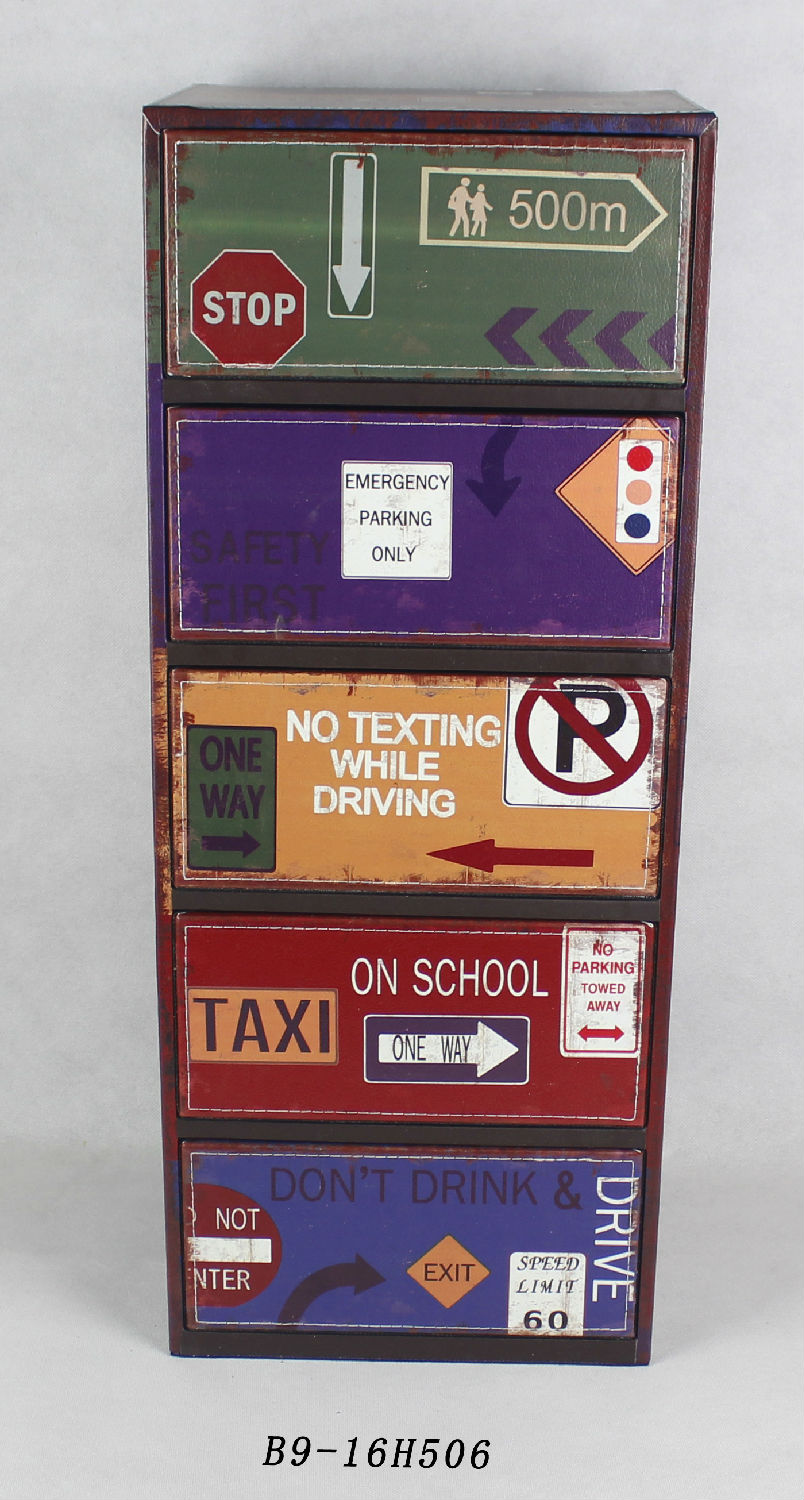 500m
STOP
EMERGENCY
PARKING
ONLY
SAFETY
FIRST
NO TEXTING
WHILE
DRIVING
P
ONE
WAY
ON SCHOOL
NO
PARKING
TOWED
AWAY
TAXI
ONE WAY
DON'T DRINK &
DRIVE
NOT
NTER
EXIT
SPEED
LIMIT
60
B9-16H506